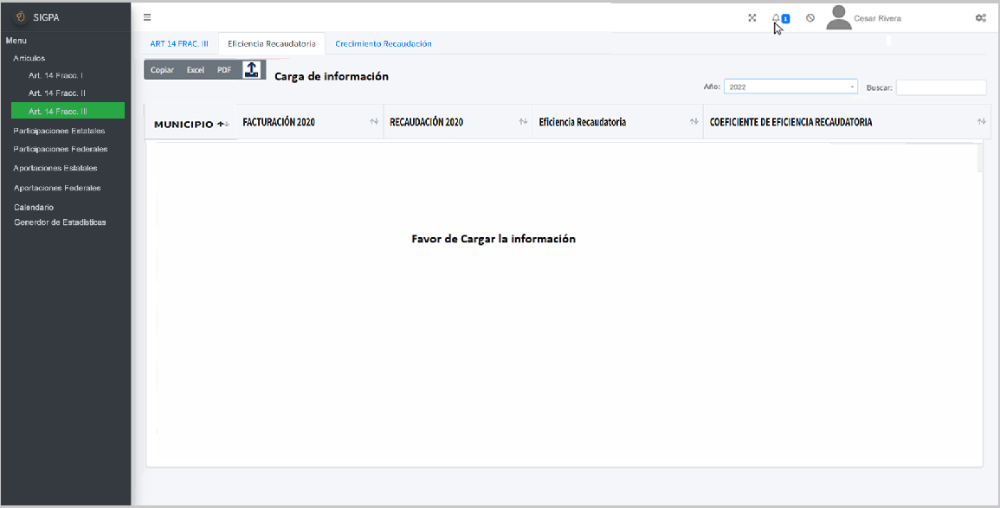 SIGPA
1
Cesar Rivera
Menu
Articulos
Art. 14 Fracc. I
Art. 14 Fracc. II
Art. 14 Fracc. III
Participaciones Estatales
Participaciones Federales
Aportaciones Estatales
Aportaciones Federales
Calendario
Generdor de Estadisticas
ART 14 FRAC. III
Eficiencia Recaudatoria
Crecimiento Recaudación
Copiar Excel PDF
Carga de información
Año: 2022
Buscar:
MUNICIPIO
FACTURACIÓN 2020
RECAUDACIÓN 2020
Eficiencia Recaudatoria
COEFICIENTE DE EFICIENCIA RECAUDATORIA
Favor de Cargar la información